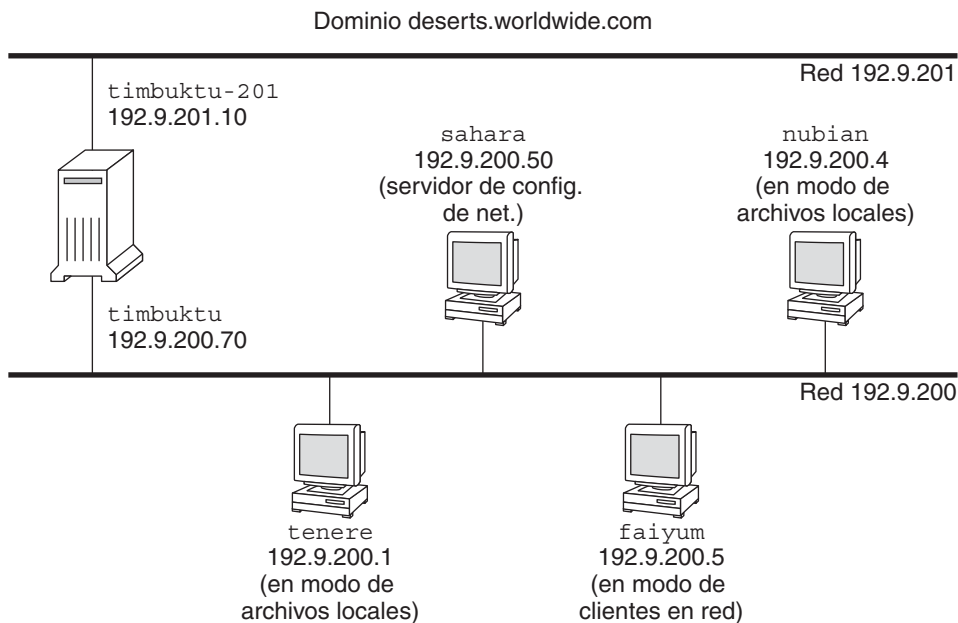 Dominio deserts.worldwide.com
Red 192.9.201
timbuktu-201
192.9.201.10
sahara
192.9.200.50
(servidor de config.
de net.)
nubian
192.9.200.4
(en modo de
archivos locales)
timbuktu
192.9.200.70
Red 192.9.200
tenere
192.9.200.1
(en modo de
archivos locales)
faiyum
192.9.200.5
(en modo de
clientes en red)